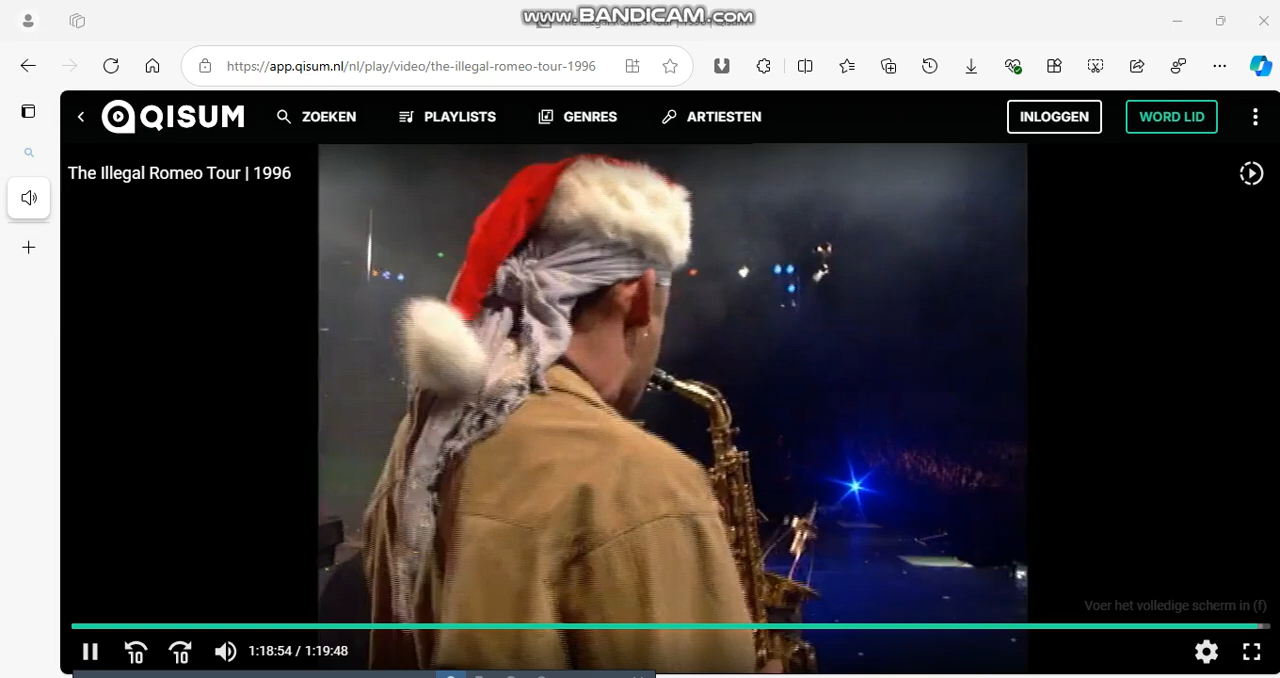 www.BANDICAM.com
https://app.qisum.nl/nl/play/video/the-illegal-romeo-tour-1996
QISUM
ZOEKEN
PLAYLISTS
GENRES
ARTIESTEN
INLOGGEN
WORD LID
The Illegal Romeo Tour | 1996
Voer het volledige scherm in (f)
10
10
1:18:54 / 1:19:48